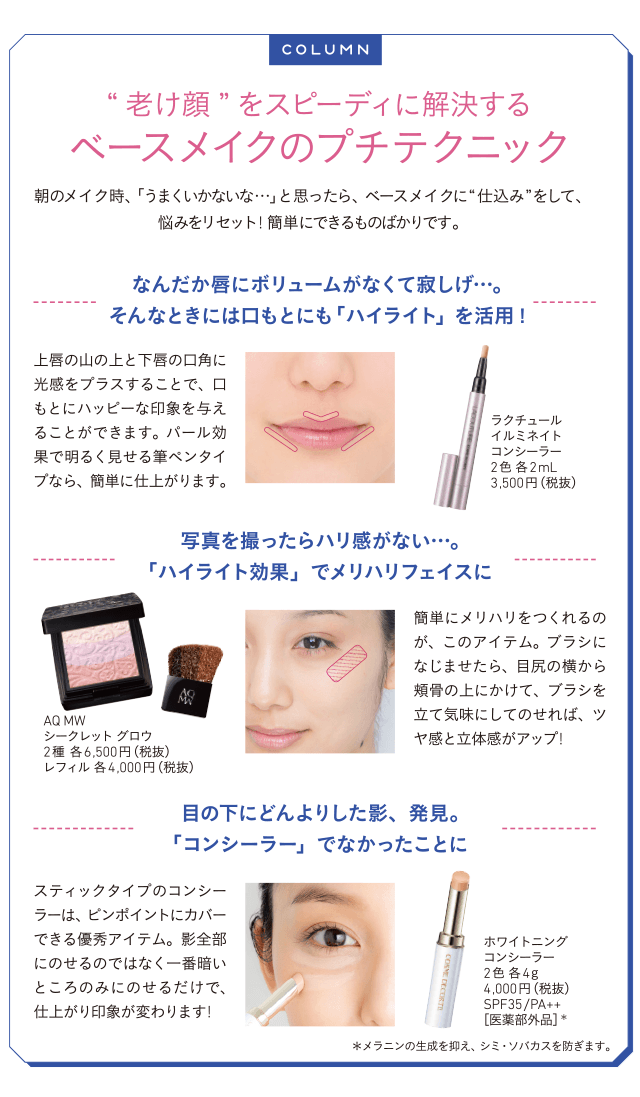 COLUMN
“老け顔”をスピーディに解決する
ベースメイクのプチテクニック
朝のメイク時、「うまくいかないな…」と思ったら、ベースメイクに“仕込み”をして、
悩みをリセット！簡単にできるものばかりです。
なんだか唇にボリュームがなくて寂しげ…。
そんなときには口もとにも「ハイライト」を活用！
上唇の山の上と下唇の口角に
光感をプラスすることで、口
もとにハッピーな印象を与え
ることができます。パール効
果で明るく見せる筆ペンタイ
プなら、簡単に仕上がります。
ラクチュール
イルミネイト
コンシーラー
2色 各2mL
3,500円（税抜）
写真を撮ったらハリ感がない…。
「ハイライト効果」でメリハリフェイスに
AQ
MW
AQ MW
シークレット グロウ
2種 各6,500円（税抜）
レフィル 各4,000円（税抜）
簡単にメリハリをつくれるの
が、このアイテム。ブラシに
なじませたら、目尻の横から
頬骨の上にかけて、ブラシを
立て気味にしてのせれば、ツ
ヤ感と立体感がアップ！
目の下にどんよりした影、発見。
「コンシーラー」でなかったことに
スティックタイプのコンシー
ラーは、ピンポイントにカバー
できる優秀アイテム。影全部
にのせるのではなく一番暗い
ところのみにのせるだけで、
仕上がり印象が変わります！
COSME DECORTE
ホワイトニング
コンシーラー
2色 各4g
4,000円（税抜）
SPF35/PA++
［医薬部外品］＊
＊メラニンの生成を抑え、シミ・ソバカスを防ぎます。